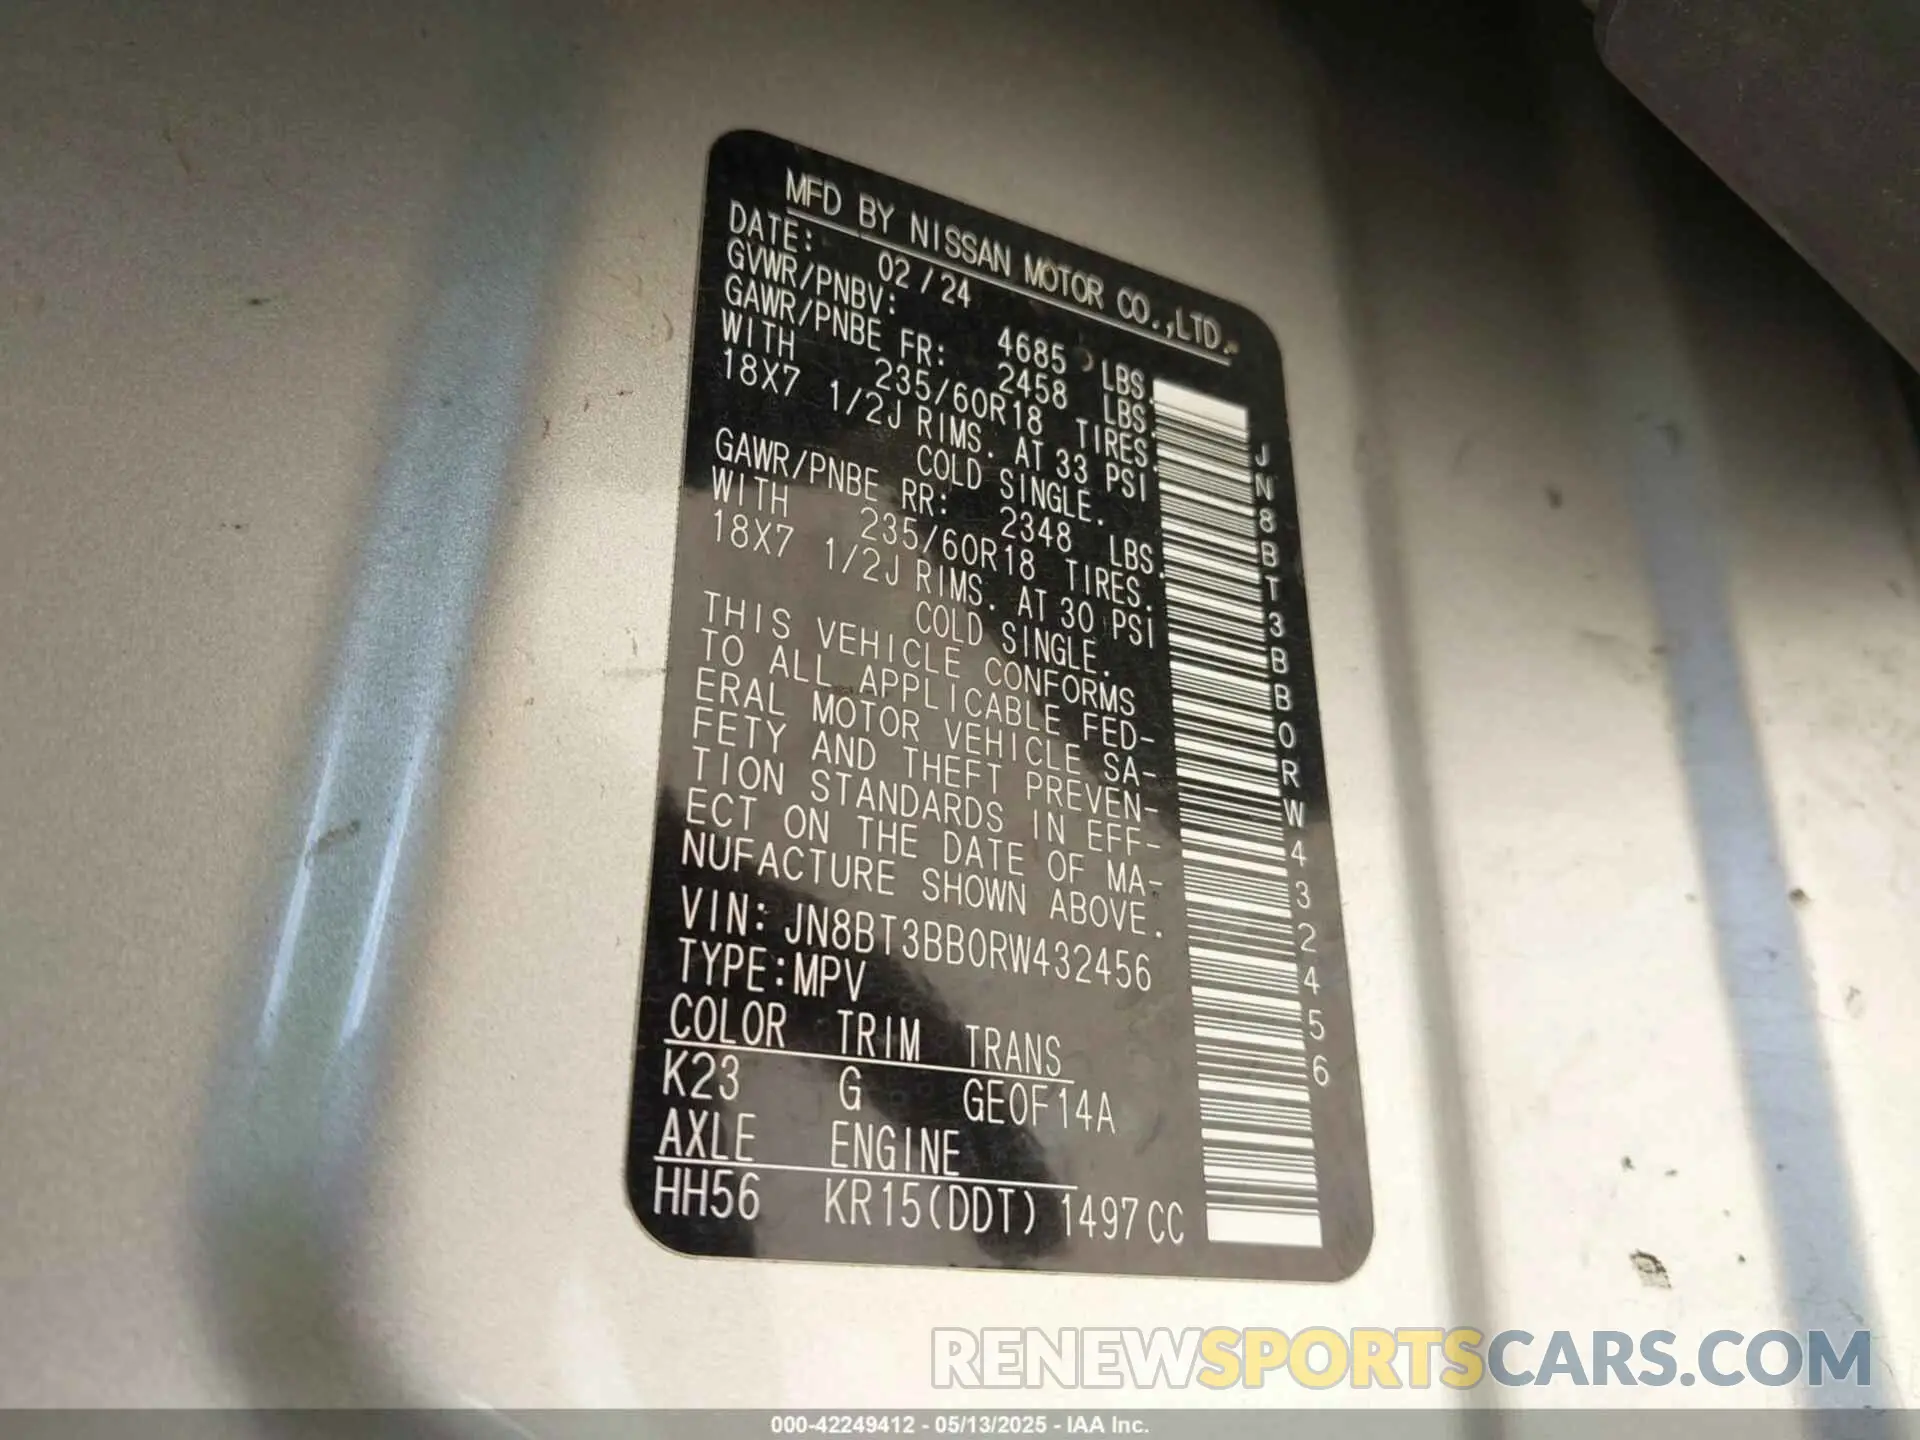 MFD BY NISSAN MOTOR CO.,LTD.
DATE: 02/24
GVWR/PNBV: 4685 LBS.
GAWR/PNBE FR: 2458 LBS.
WITH 235/60R18 TIRES.
18X7 1/2J RIMS. AT 33 PSI
COLD SINGLE.
GAWR/PNBE RR: 2348 LBS.
WITH 235/60R18 TIRES.
18X7 1/2J RIMS. AT 30 PSI
COLD SINGLE.
THIS VEHICLE CONFORMS
TO ALL APPLICABLE FED-
ERAL MOTOR VEHICLE SA-
FETY AND THEFT PREVEN-
TION STANDARDS IN EFF-
ECT ON THE DATE OF MA-
NUFACTURE SHOWN ABOVE.
VIN: JN8BT3BB0RW432456
TYPE:MPV
COLOR TRIM TRANS
K23 G GE0F14A
AXLE ENGINE
HH56 KR15(DDT) 1497CC
JN8BT3BB0RW432456
RENEWSPORTSCARS.COM
000-42249412 - 05/13/2025 - IAA Inc.